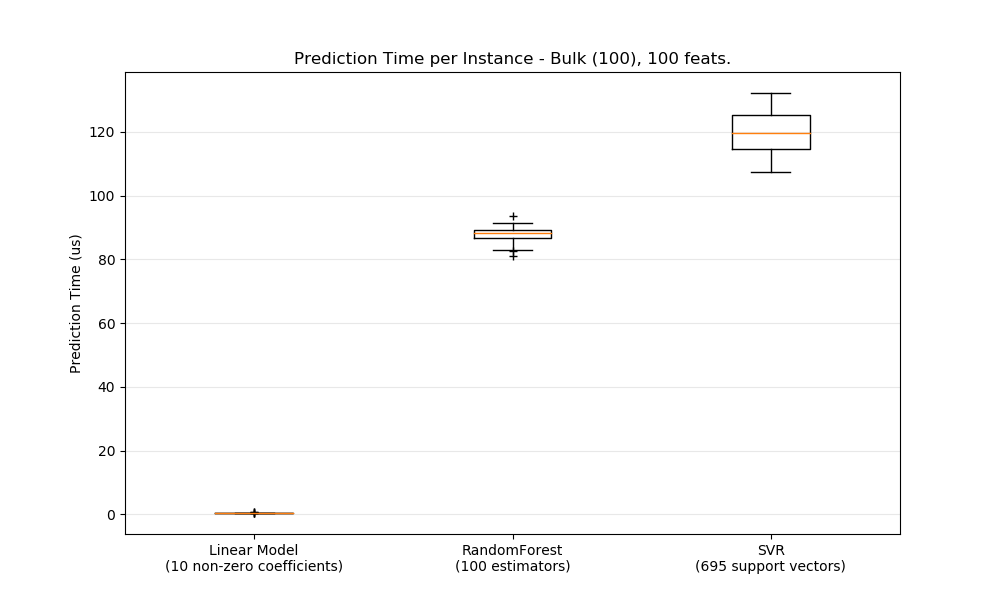 Prediction Time per Instance - Bulk (100), 100 feats.
Prediction Time (us)
120
100
80
60
40
20
0
Linear Model
(10 non-zero coefficients)
RandomForest
(100 estimators)
SVR
(695 support vectors)